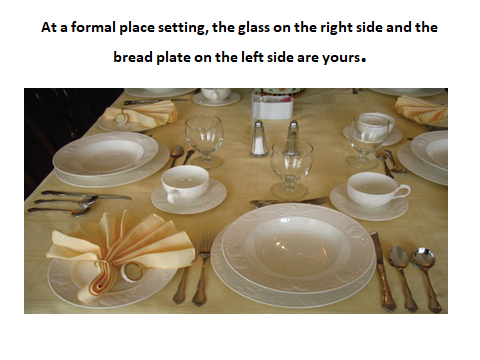 At a formal place setting, the glass on the right side and the
bread plate on the left side are yours.